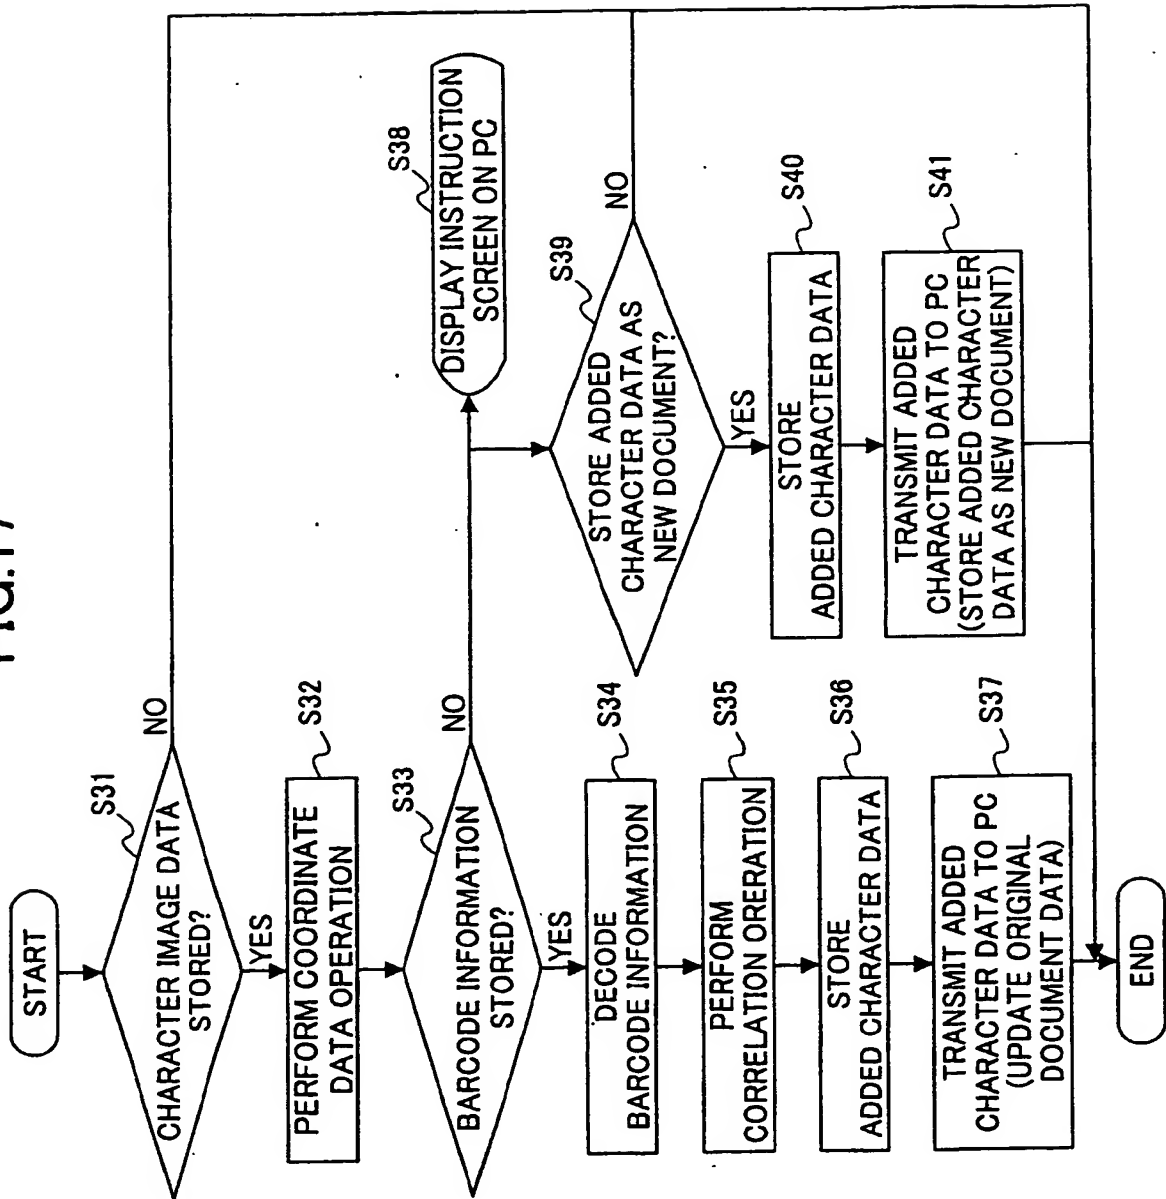 FIG.17
START
S31
CHARACTER IMAGE DATA
STORED?
NO
YES
S32
PERFORM COORDINATE
DATA OPERATION
S33
BARCODE INFORMATION
STORED?
NO
YES
S34
DECODE
BARCODE INFORMATION
S35
PERFORM
CORRELATION ORERATION
S36
STORE
ADDED CHARACTER DATA
S37
TRANSMIT ADDED
CHARACTER DATA TO PC
(UPDATE ORIGINAL
DOCUMENT DATA)
END
S38
DISPLAY INSTRUCTION
SCREEN ON PC
S39
STORE ADDED
CHARACTER DATA AS
NEW DOCUMENT?
NO
YES
S40
STORE
ADDED CHARACTER DATA
S41
TRANSMIT ADDED
CHARACTER DATA TO PC
(STORE ADDED CHARACTER
DATA AS NEW DOCUMENT)